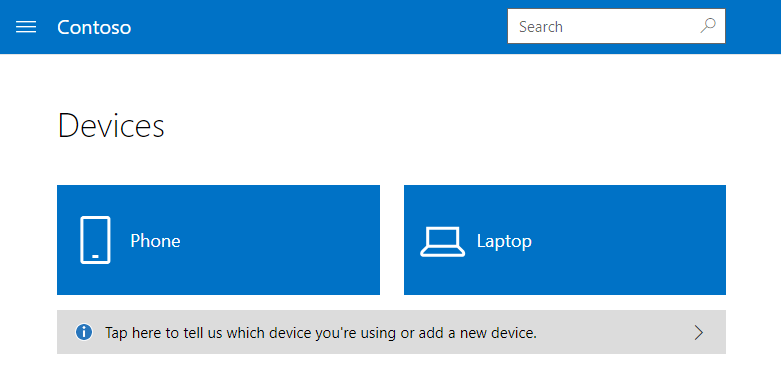 Contoso
Search
Devices
Phone
Laptop
Tap here to tell us which device you're using or add a new device.